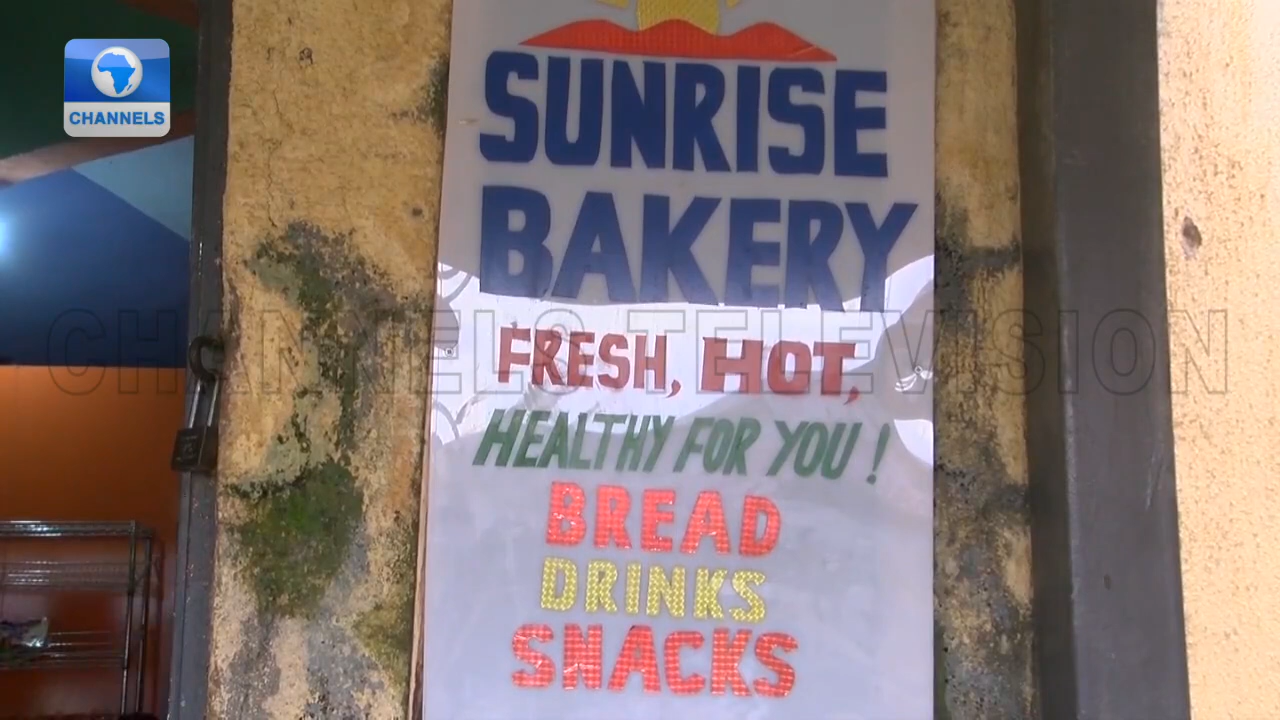 CHANNELS
SUNRISE
BAKERY
CHANNELS TELEVISION
FRESH, HOT,
HEALTHY FOR YOU!
BREAD
DRINKS
SNACKS